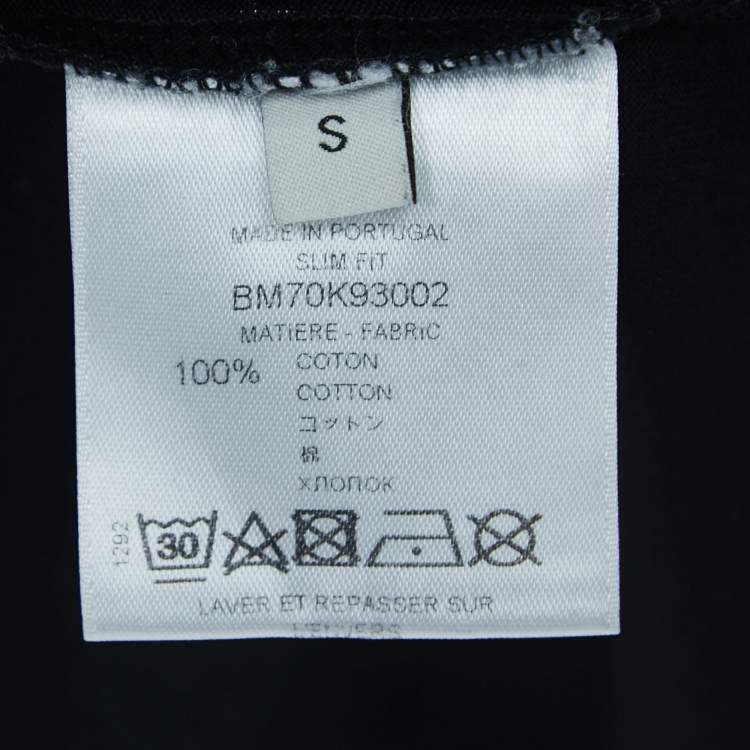 S
MADE IN PORTUGAL
SLIM FIT
BM70K93002
MATIERE - FABRIC
100% COTON
COTTON
コットン
棉
ХЛОПОК
1292
30
LAVER ET REPASSER SUR
L'ENVERS